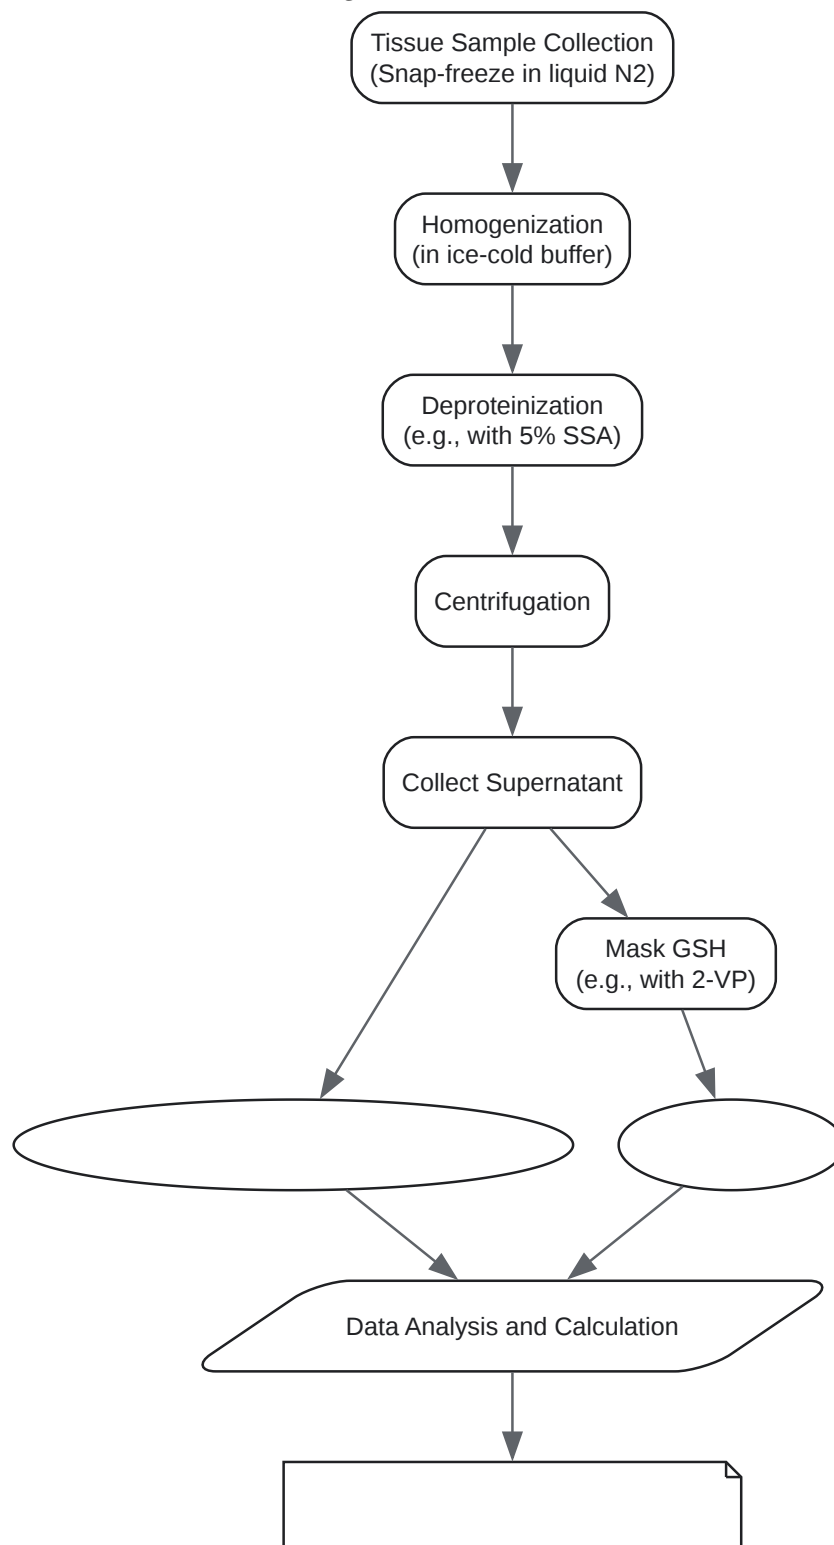 Tissue Sample Collection
(Snap-freeze in liquid N2)
Homogenization
(in ice-cold buffer)
Deproteinization
(e.g., with 5% SSA)
Centrifugation
Collect Supernatant
Mask GSH
(e.g., with 2-VP)
Data Analysis and Calculation